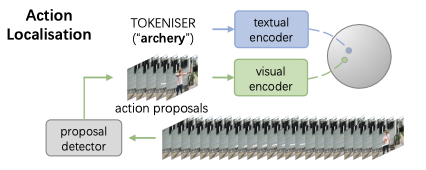 Action
Localisation
TOKENISER
("archery")
textual
encoder
visual
encoder
action proposals
proposal
detector